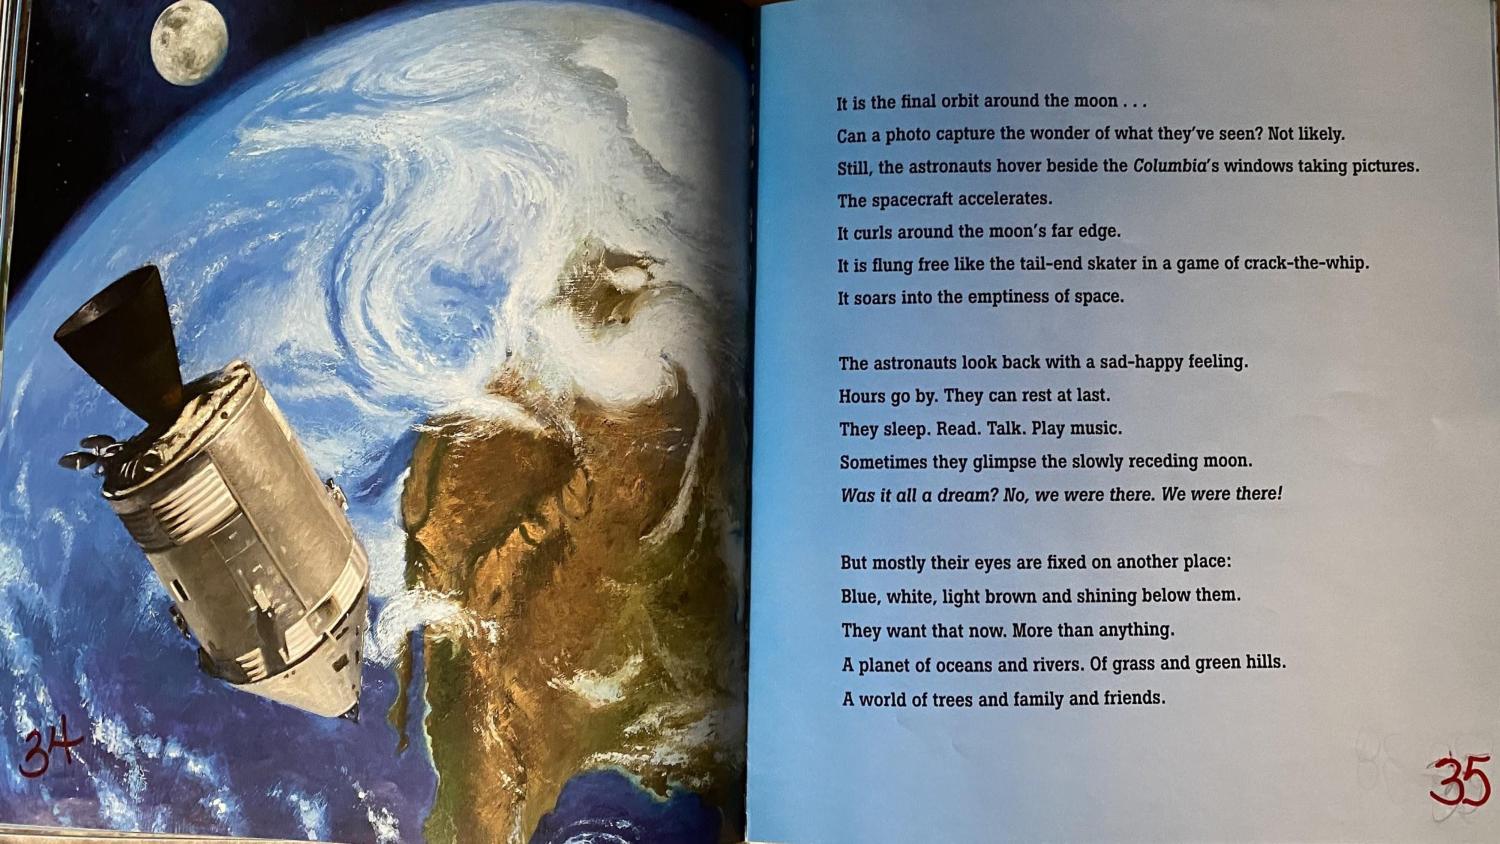 It is the final orbit around the moon . . .
Can a photo capture the wonder of what they've seen? Not likely.
Still, the astronauts hover beside the Columbia's windows taking pictures.
The spacecraft accelerates.
It curls around the moon's far edge.
It is flung free like the tail-end skater in a game of crack-the-whip.
It soars into the emptiness of space.
The astronauts look back with a sad-happy feeling.
Hours go by. They can rest at last.
They sleep. Read. Talk. Play music.
Sometimes they glimpse the slowly receding moon.
Was it all a dream? No, we were there. We were there!
But mostly their eyes are fixed on another place:
Blue, white, light brown and shining below them.
They want that now. More than anything.
A planet of oceans and rivers. Of grass and green hills.
A world of trees and family and friends.
34
35